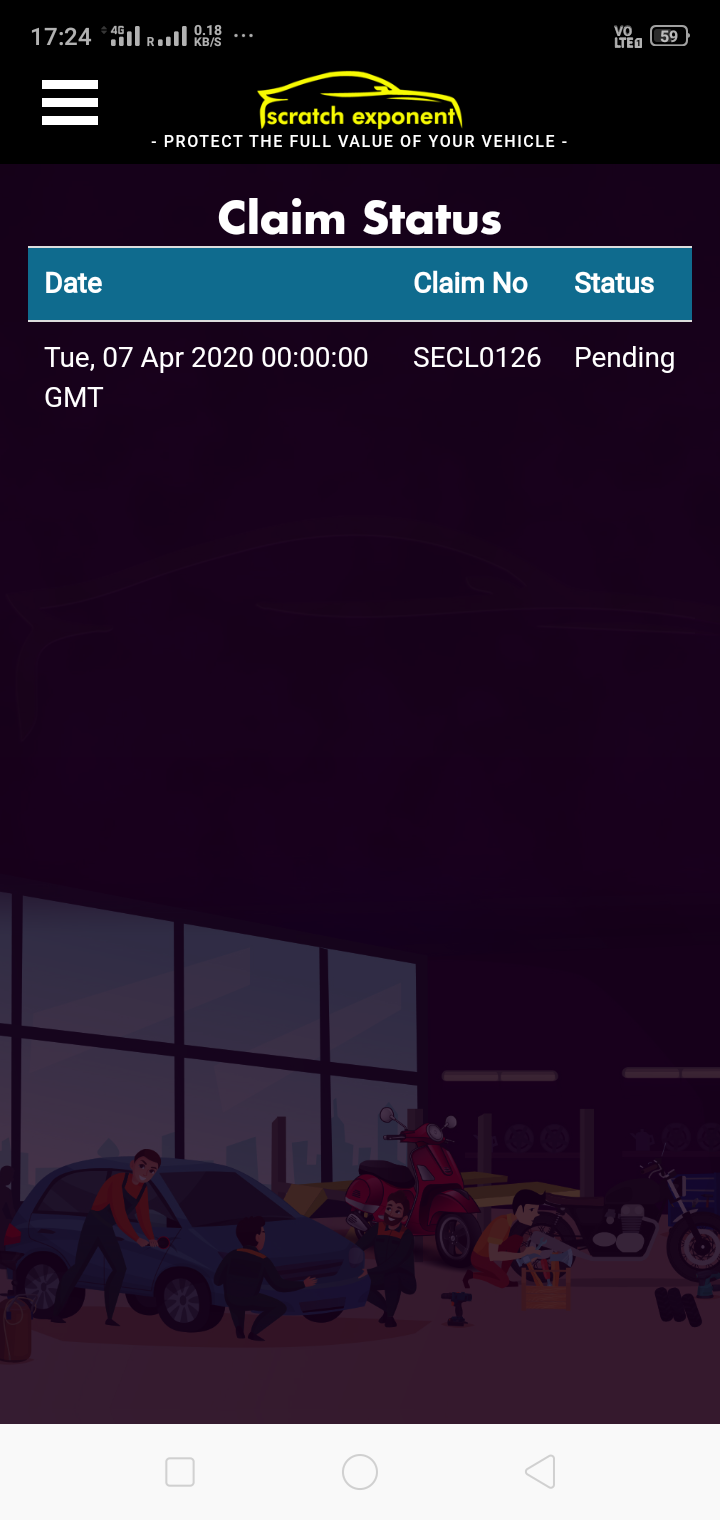 17:24 4G R 0.18 KB/S ... VO LTE 59
scratch exponent
- PROTECT THE FULL VALUE OF YOUR VEHICLE -
Claim Status
Date Claim No Status
Tue, 07 Apr 2020 00:00:00 SECL0126 Pending
GMT